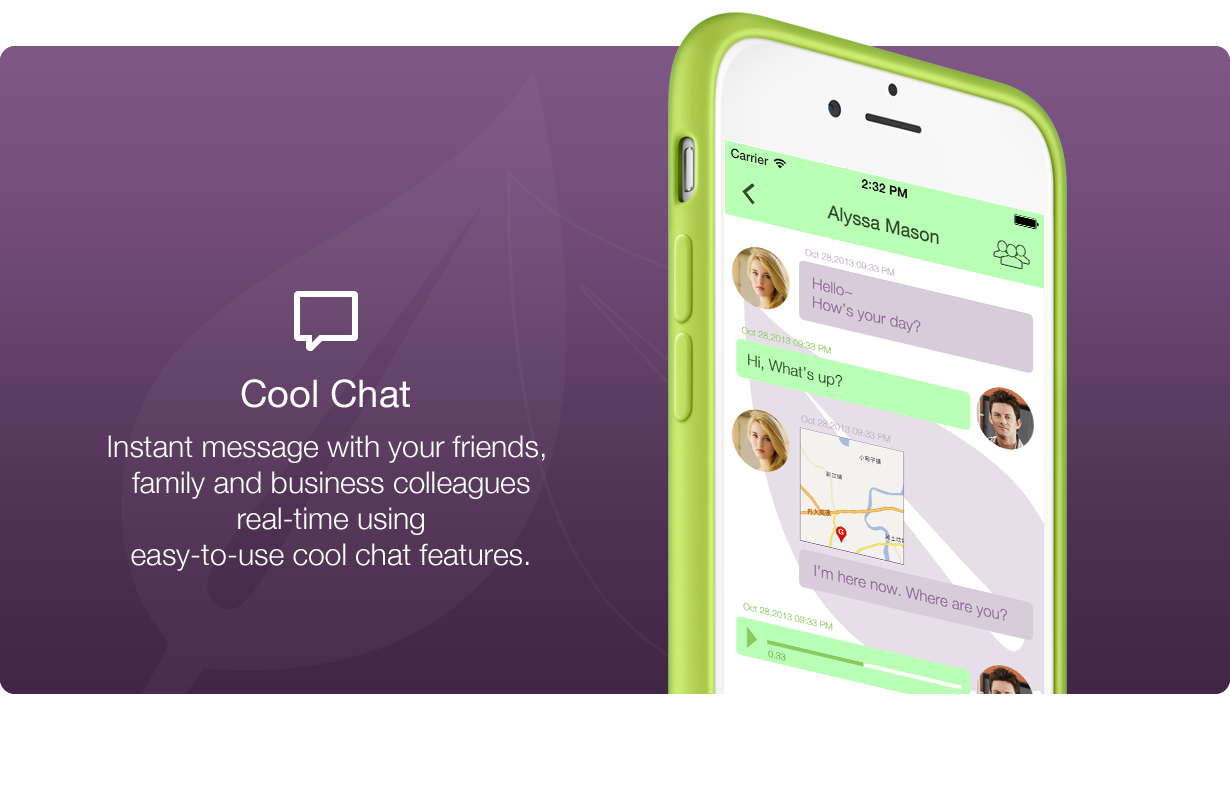 Cool Chat
Instant message with your friends,
family and business colleagues
real-time using
easy-to-use cool chat features.
Carrier
2:32 PM
Alyssa Mason
Oct 28,2013 09:33 PM
Hello~
How's your day?
Oct 28,2013 09:33 PM
Hi, What's up?
Oct 28,2013 09:33 PM
G
I'm here now. Where are you?
Oct 28,2013 09:33 PM
0:33